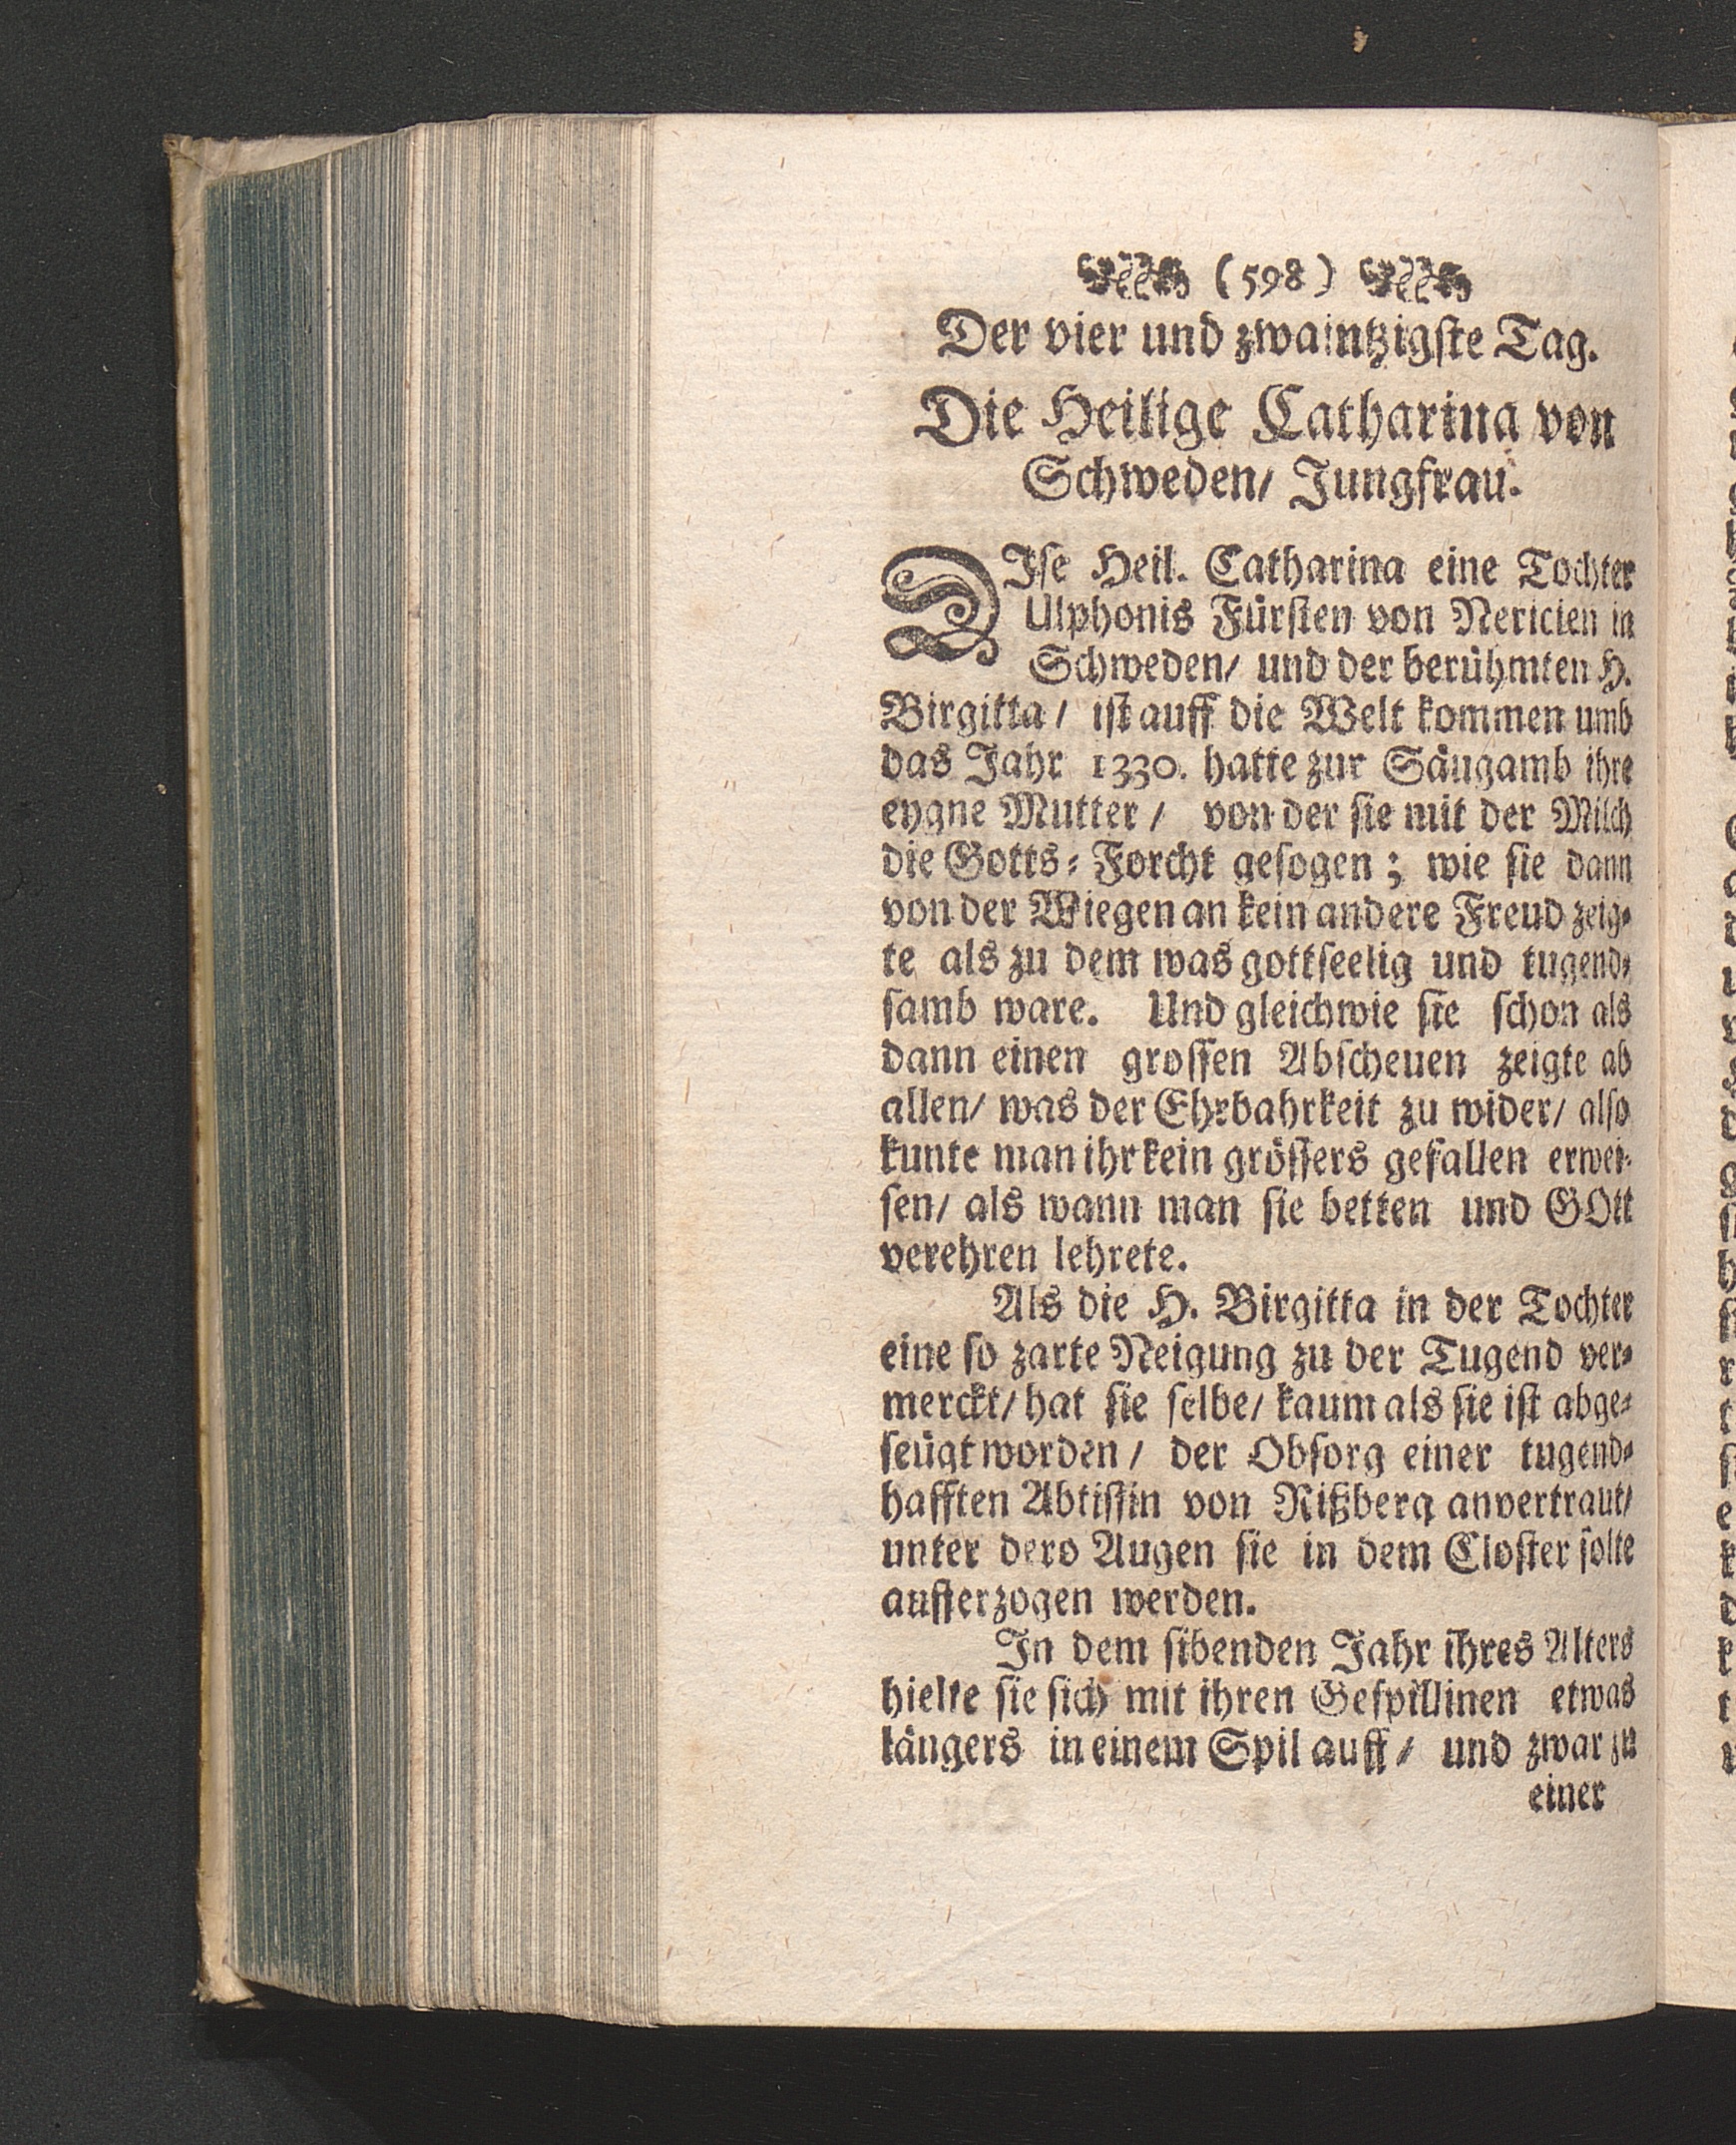 (598)
Der vier und zwaintzigste Tag.
Die Heilige Catharina von
Schweden/ Jungfrau.
DIse Heil. Catharina eine Tochter
Ulphonis Fürsten von Nericien in
Schweden/ und der berühmten H.
Birgitta/ ist auff die Welt kommen umb
das Jahr 1330. hatte zur Säugamb ihre
eygne Mutter/ von der sie mit der Milch
die Gotts-Forcht gesogen; wie sie dann
von der Wiegen an kein andere Freud zeig-
te als zu dem was gottseelig und tugend-
samb ware. Und gleichwie sie schon als
dann einen grossen Abscheuen zeigte ab
allen/ was der Ehrbahrkeit zu wider/ also
kunte man ihr kein grössers gefallen erwei-
sen/ als wann man sie betten und GOtt
verehren lehrete.
Als die H. Birgitta in der Tochter
eine so zarte Neigung zu der Tugend ver-
merckt/ hat sie selbe/ kaum als sie ist abge-
seügt worden/ der Obsorg einer tugend-
hafften Abtissin von Rißberg anvertraut/
unter dero Augen sie in dem Closter solte
aufferzogen werden.
In dem sibenden Jahr ihres Alters
hielte sie sich mit ihren Gespillinen etwas
längers in einem Spil auff/ und zwar zu
einer